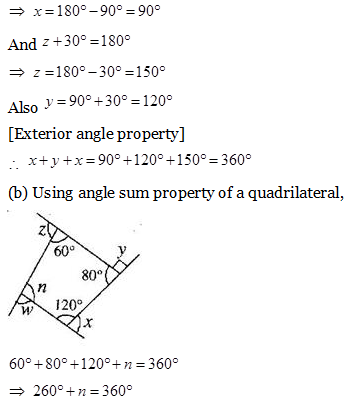 ⇒ x=180°−90°=90°
And z+30°=180°
⇒ z=180°−30°=150°
Also y=90°+30°=120°
[Exterior angle property]
∴ x+y+x=90°+120°+150°=360°
(b) Using angle sum property of a quadrilateral,
z
60°
y
80°
n
120°
w
x
60°+80°+120°+n=360°
⇒ 260°+n=360°